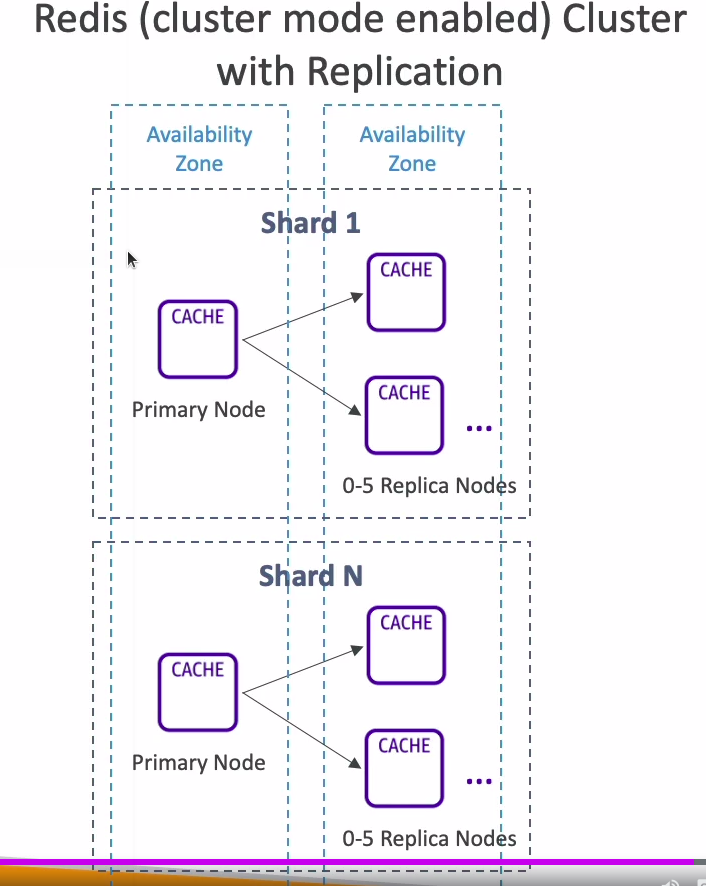 Redis (cluster mode enabled) Cluster
with Replication
Availability
Zone
Availability
Zone
Shard 1
CACHE
CACHE
Primary Node
CACHE
...
0-5 Replica Nodes
Shard N
CACHE
CACHE
Primary Node
CACHE
...
0-5 Replica Nodes